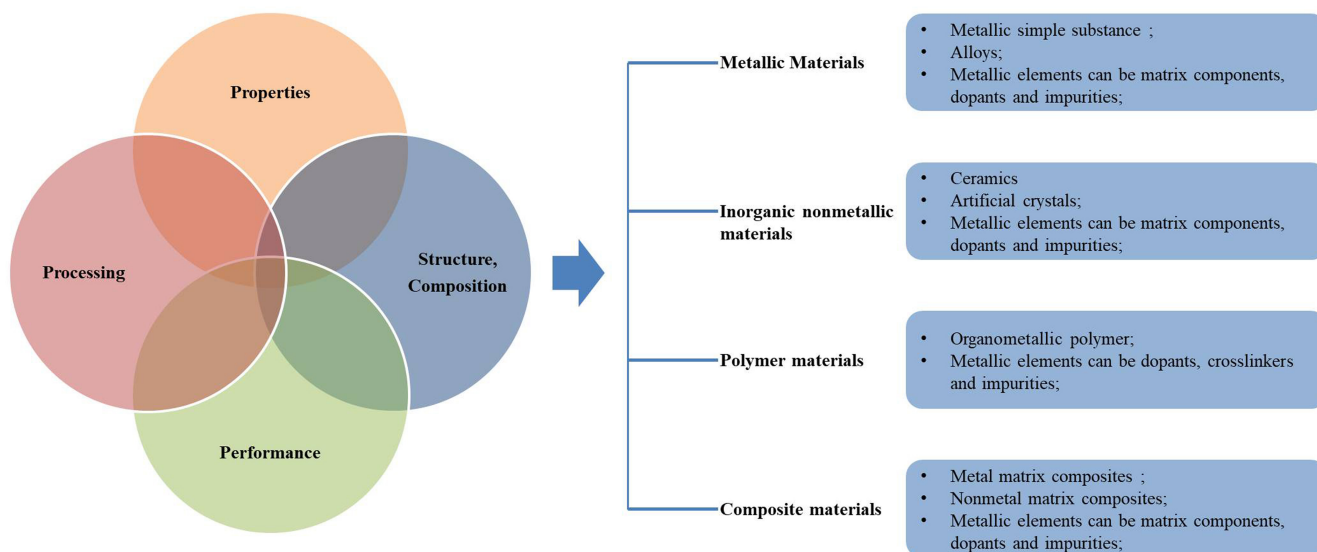 Properties
Processing
Structure,
Composition
Performance
Metallic Materials
• Metallic simple substance ;
• Alloys;
• Metallic elements can be matrix components,
dopants and impurities;
Inorganic nonmetallic
materials
• Ceramics
• Artificial crystals;
• Metallic elements can be matrix components,
dopants and impurities;
Polymer materials
• Organometallic polymer;
• Metallic elements can be dopants, crosslinkers
and impurities;
Composite materials
• Metal matrix composites ;
• Nonmetal matrix composites;
• Metallic elements can be matrix components,
dopants and impurities;